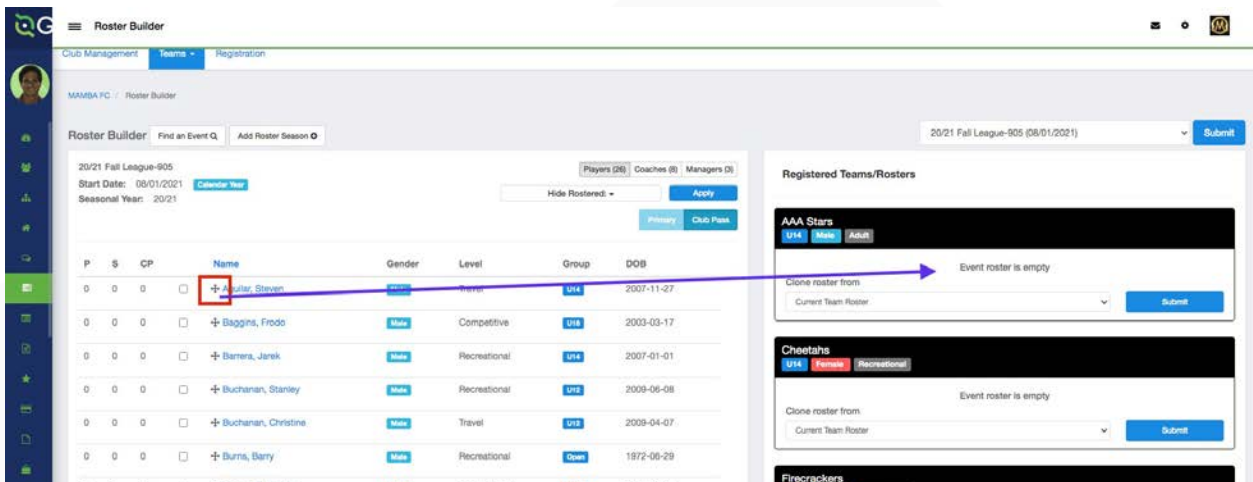 G
Roster Builder
Club Management
Teams
Registration
MAMBA FC / Roster Builder
Roster Builder
Find an Event
Add Roster Season
20/21 Fall League-905 (08/01/2021)
Submit
20/21 Fall League-905
Start Date: 08/01/2021 Calendar Year
Seasonal Year: 20/21
Players (26) Coaches (8) Managers (3)
Hide Rostered:
Apply
Primary Club Pass
P S CP Name Gender Level Group DOB
0 0 0 Aguilar, Steven Male Travel U14 2007-11-27
0 0 0 Baggins, Frodo Male Competitive 2003-03-17
0 0 0 Barrera, Jarek Male Recreational U14 2007-01-01
0 0 0 Buchanan, Stanley Male Recreational U12 2009-06-08
0 0 0 Buchanan, Christine Male Travel 2009-04-07
0 0 0 Burns, Barry Male Recreational Open 1972-06-29
Registered Teams/Rosters
AAA Stars
U14 Male Adult
Event roster is empty
Clone roster from
Current Team Roster
Submit
Cheetahs
U14 Female Recreational
Event roster is empty
Clone roster from
Current Team Roster
Submit
Firecrackers